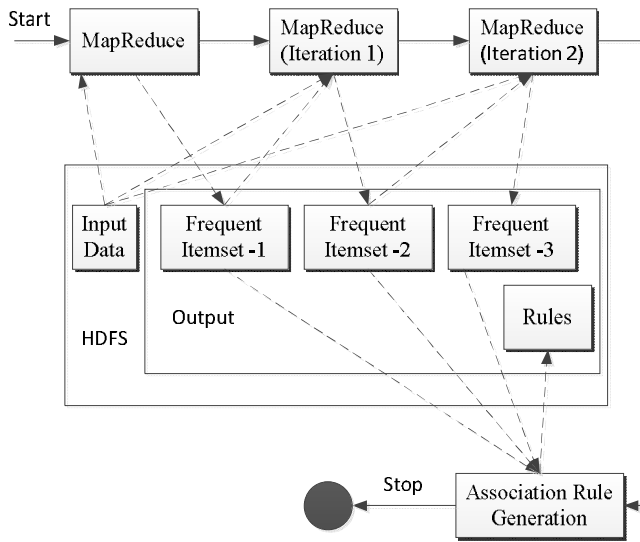 Start
MapReduce
MapReduce
(Iteration 1)
MapReduce
(Iteration 2)
Input
Data
Frequent
Itemset -1
Frequent
Itemset -2
Frequent
Itemset -3
Output
Rules
HDFS
Stop
Association Rule
Generation